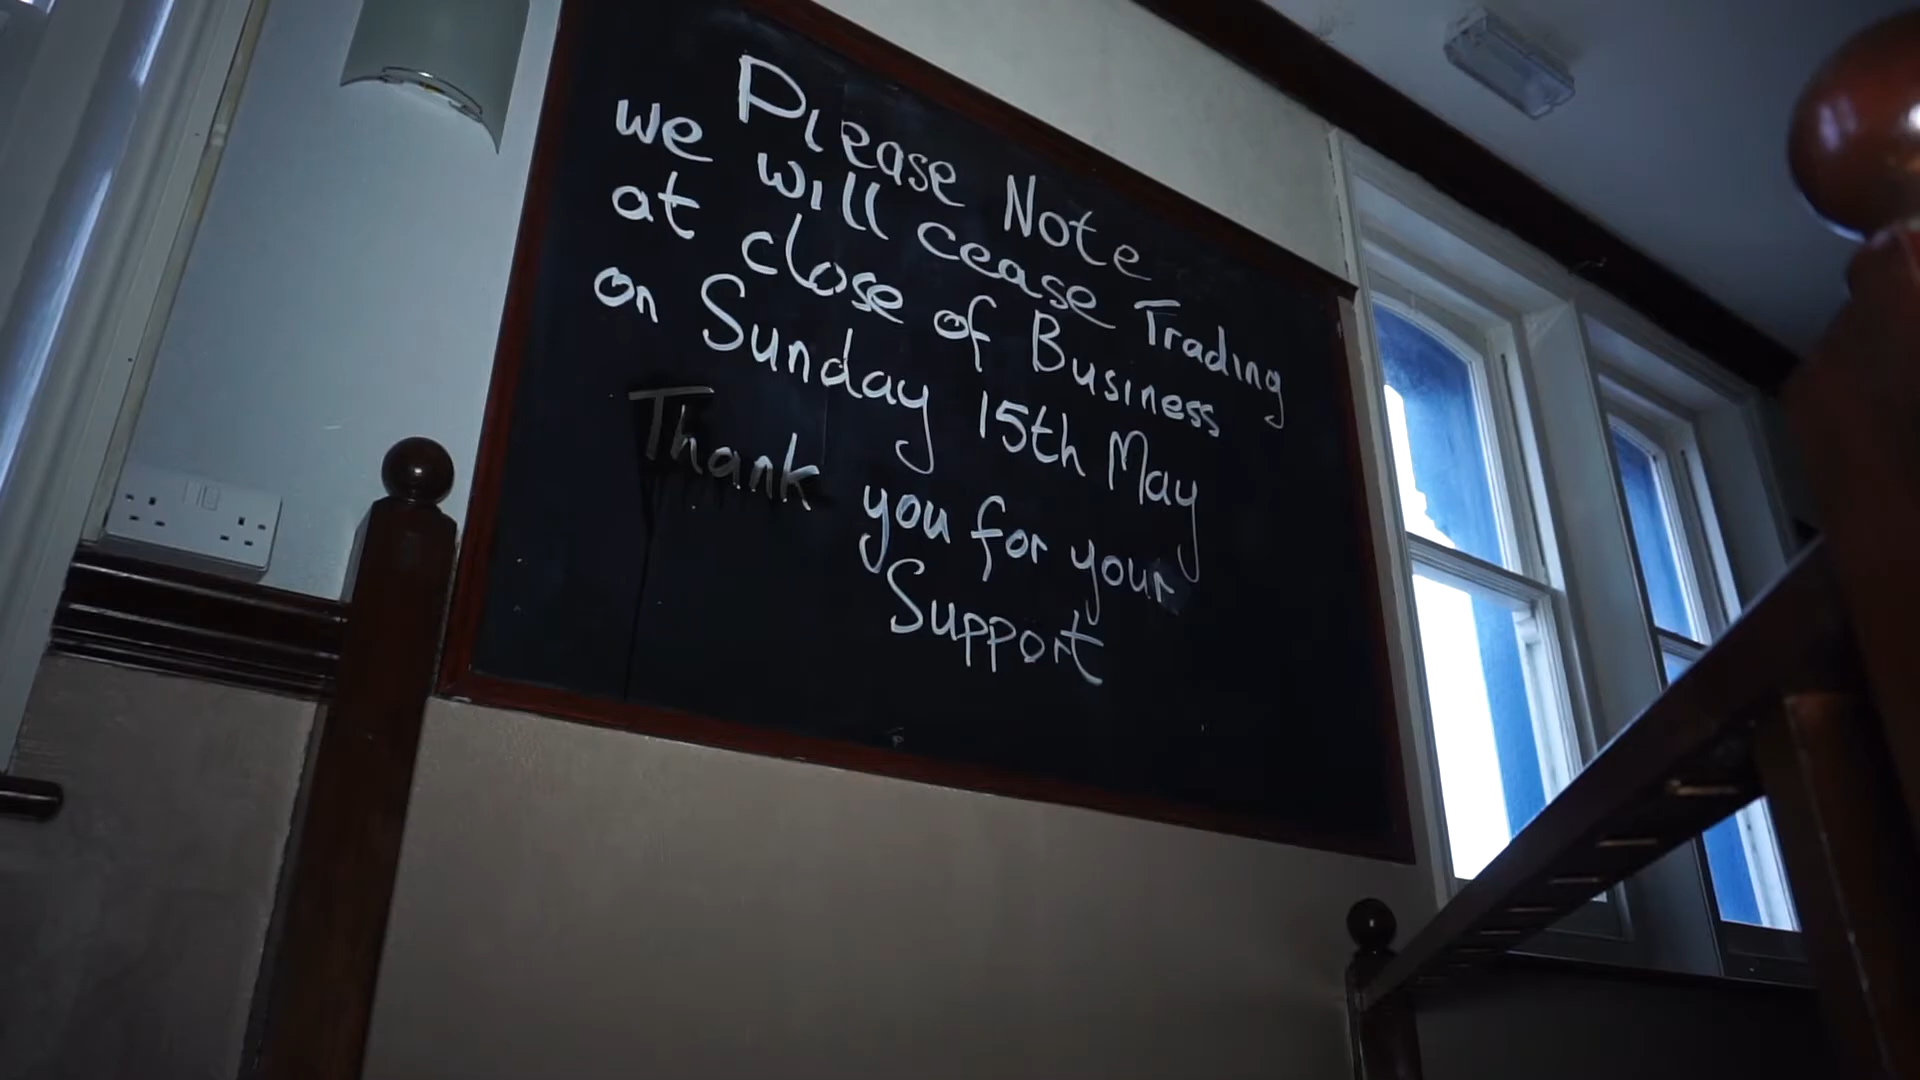 Please Note
we will cease Trading
at close of Business
on Sunday 15th May
Thank you for your
Support